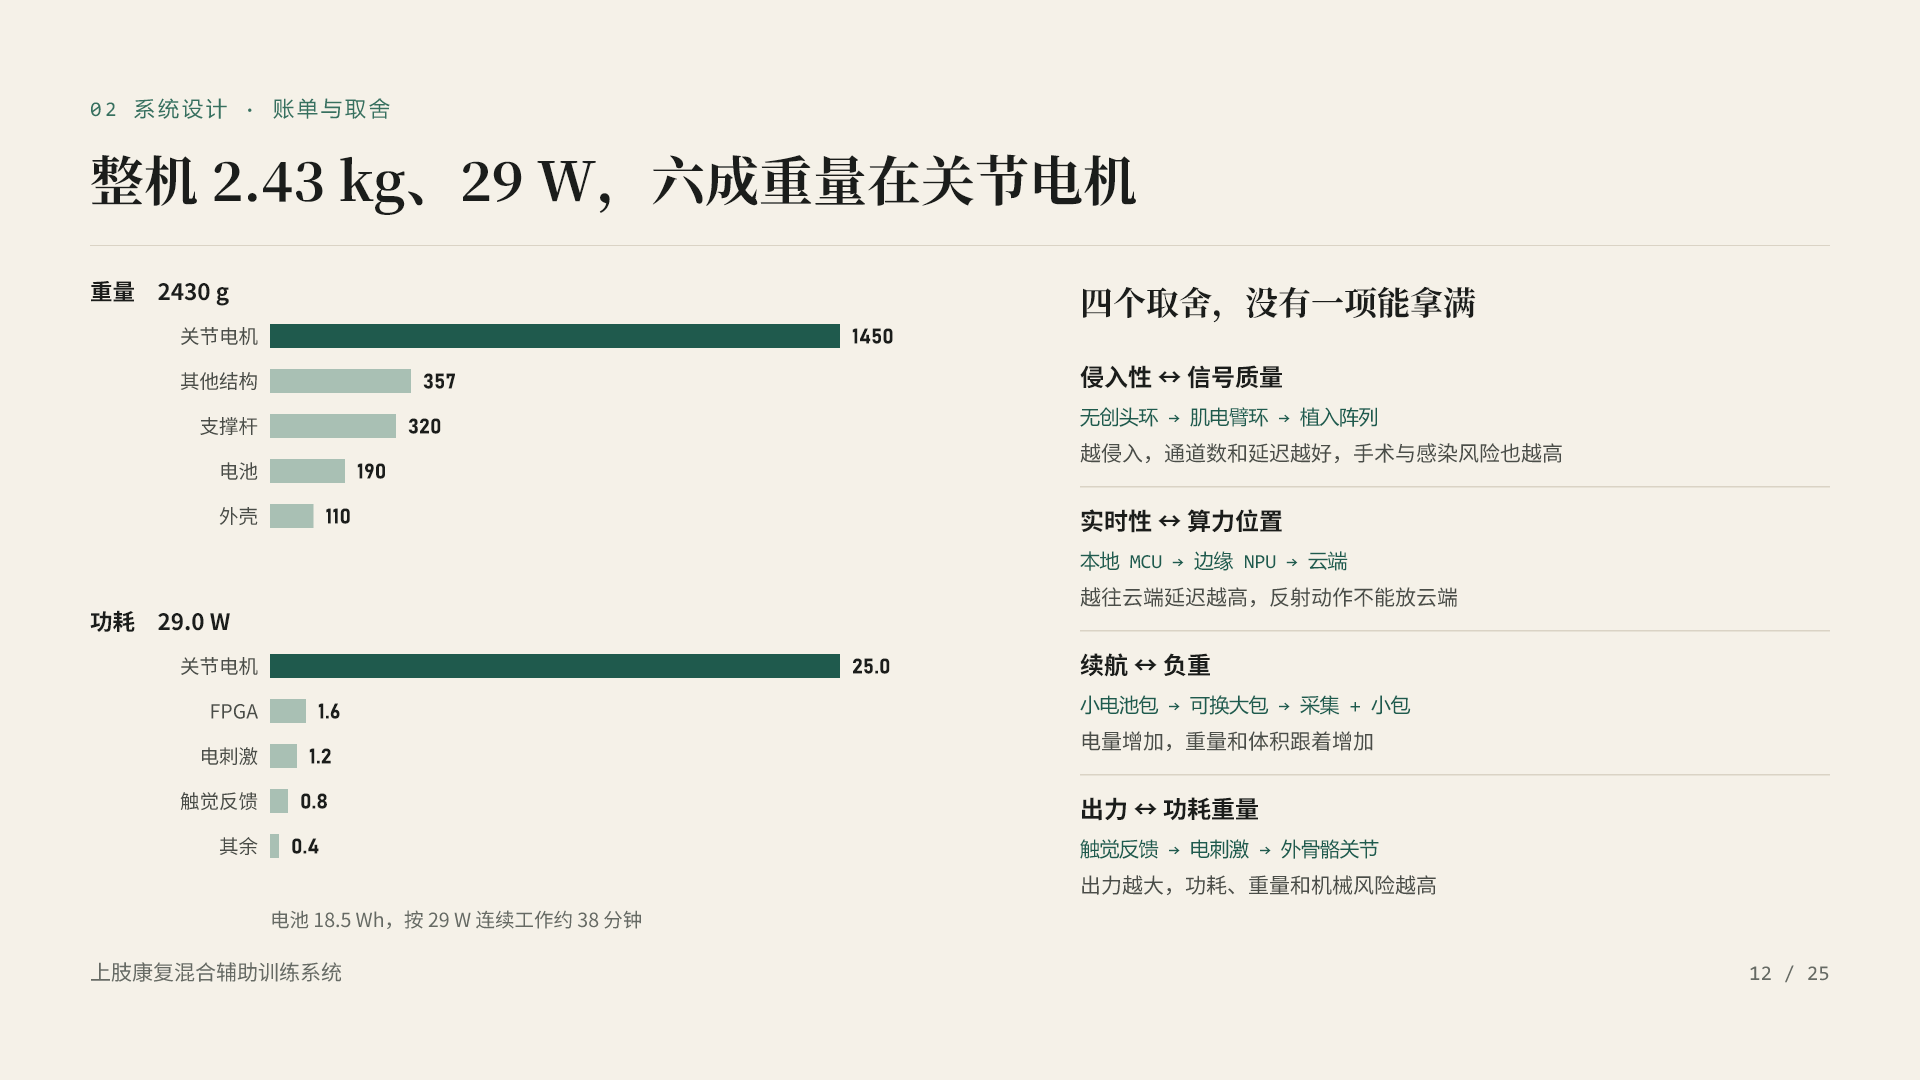 02 系统设计 · 账单与取舍
整机 2.43 kg、29 W，六成重量在关节电机
重量 2430 g
关节电机 1450
其他结构 357
支撑杆 320
电池 190
外壳 110
功耗 29.0 W
关节电机 25.0
FPGA 1.6
电刺激 1.2
触觉反馈 0.8
其余 0.4
电池 18.5 Wh，按 29 W 连续工作约 38 分钟
四个取舍，没有一项能拿满
侵入性 ↔ 信号质量
无创头环 → 肌电臂环 → 植入阵列
越侵入，通道数和延迟越好，手术与感染风险也越高
实时性 ↔ 算力位置
本地 MCU → 边缘 NPU → 云端
越往云端延迟越高，反射动作不能放云端
续航 ↔ 负重
小电池包 → 可换大包 → 采集 + 小包
电量增加，重量和体积跟着增加
出力 ↔ 功耗重量
触觉反馈 → 电刺激 → 外骨骼关节
出力越大，功耗、重量和机械风险越高
上肢康复混合辅助训练系统
12 / 25